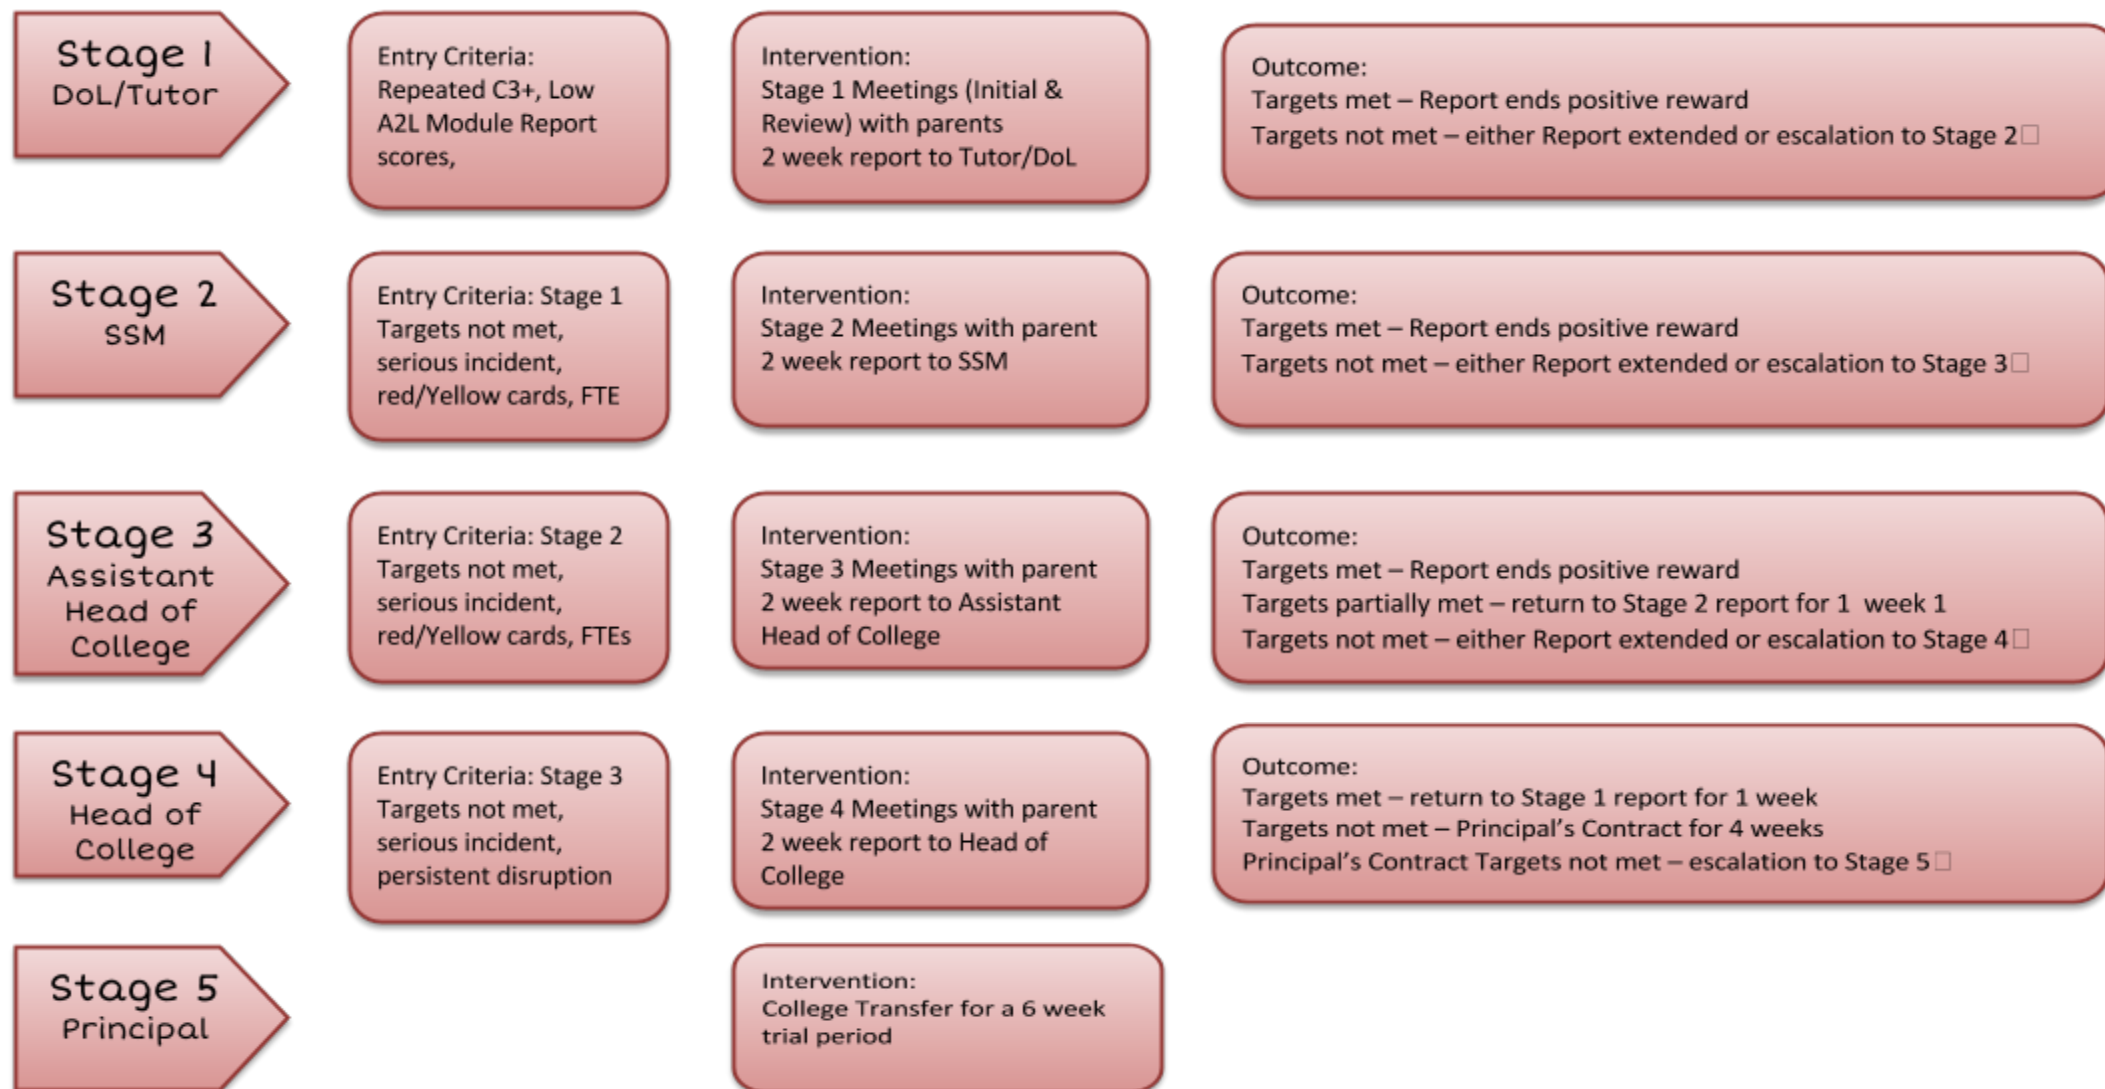 Stage 1
DoL/Tutor
Entry Criteria:
Repeated C3+, Low
A2L Module Report
scores,
Intervention:
Stage 1 Meetings (Initial &
Review) with parents
2 week report to Tutor/DoL
Outcome:
Targets met – Report ends positive reward
Targets not met – either Report extended or escalation to Stage 2□
Stage 2
SSM
Entry Criteria: Stage 1
Targets not met,
serious incident,
red/Yellow cards, FTE
Intervention:
Stage 2 Meetings with parent
2 week report to SSM
Outcome:
Targets met – Report ends positive reward
Targets not met – either Report extended or escalation to Stage 3□
Stage 3
Assistant
Head of
College
Entry Criteria: Stage 2
Targets not met,
serious incident,
red/Yellow cards, FTEs
Intervention:
Stage 3 Meetings with parent
2 week report to Assistant
Head of College
Outcome:
Targets met – Report ends positive reward
Targets partially met – return to Stage 2 report for 1  week 1
Targets not met – either Report extended or escalation to Stage 4□
Stage 4
Head of
College
Entry Criteria: Stage 3
Targets not met,
serious incident,
persistent disruption
Intervention:
Stage 4 Meetings with parent
2 week report to Head of
College
Outcome:
Targets met – return to Stage 1 report for 1 week
Targets not met – Principal’s Contract for 4 weeks
Principal’s Contract Targets not met – escalation to Stage 5□
Stage 5
Principal
Intervention:
College Transfer for a 6 week
trial period